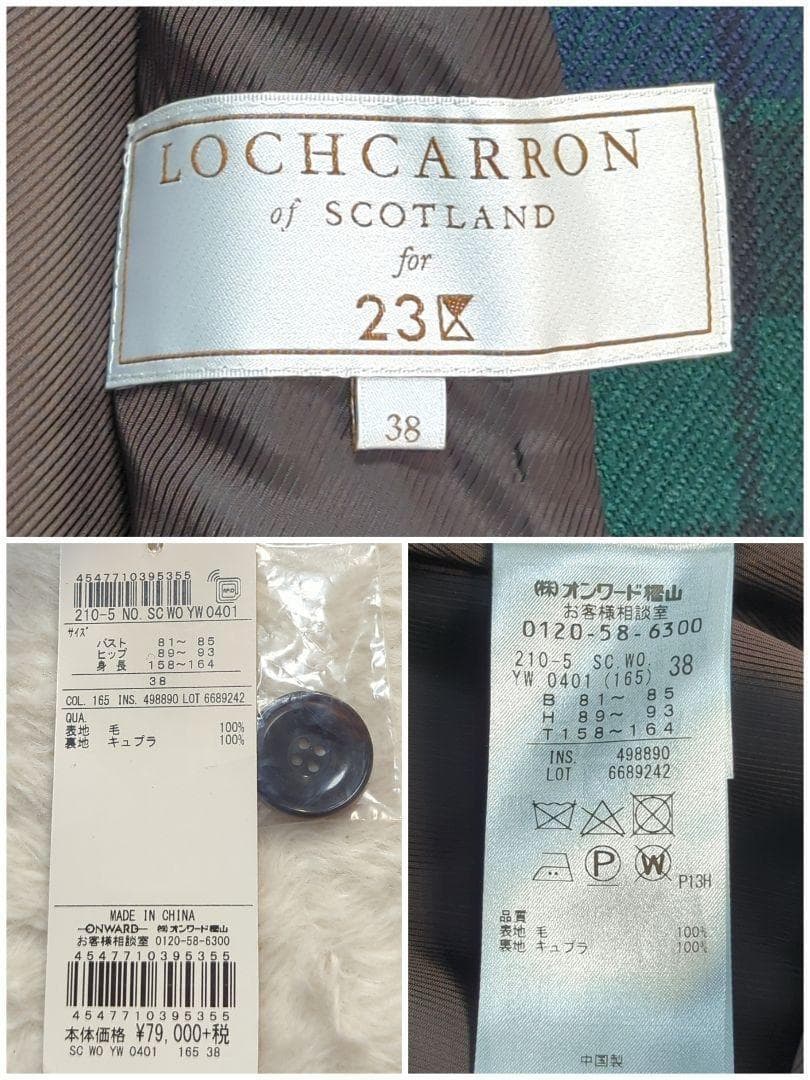 LOCHCARRON
of SCOTLAND
for
23区
38
4547710395355
210-5 NO. SC WO YW 0401
サイズ
バスト 81～ 85
ヒップ 89～ 93
身長 158～164
38
COL. 165 INS. 498890 LOT 6689242
QUA.
表地 毛 100%
裏地 キュプラ 100%
MADE IN CHINA
ONWARD ㈱オンワード樫山
お客様相談室 0120-58-6300
4547710395355
4547710395355
本体価格 ¥79,000+税
SC WO YW 0401 165 38
㈱オンワード樫山
お客様相談室
0120-58-6300
210-5 SC.WO. 38
YW 0401(165)
B 81～ 85
H 89～ 93
T 158～164
INS. 498890
LOT 6689242
P W P13H
品質
表地 毛 100%
裏地 キュプラ 100%
中国製